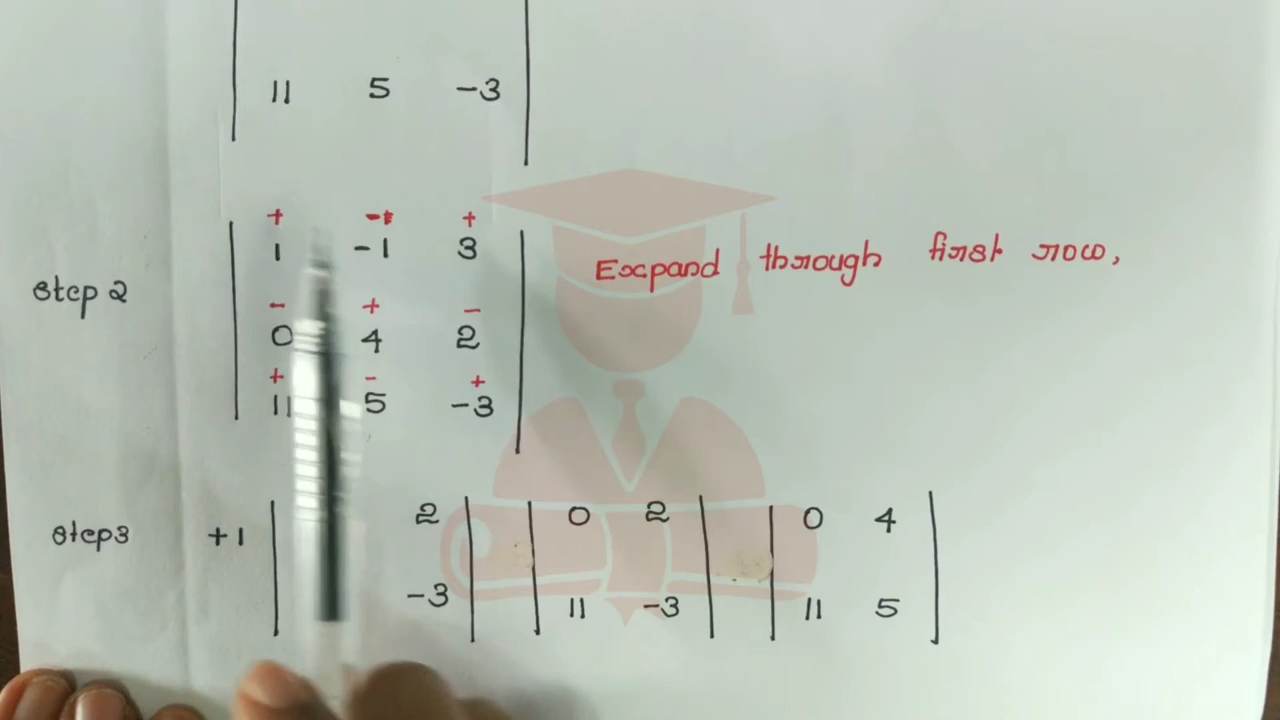 11 5 -3
+ - +
1 -1 3
Expand through first row,
step 2
- + -
0 4 2
+ - +
11 5 -3
step3 +1 2 0 2 0 4
-3 11 -3 11 5